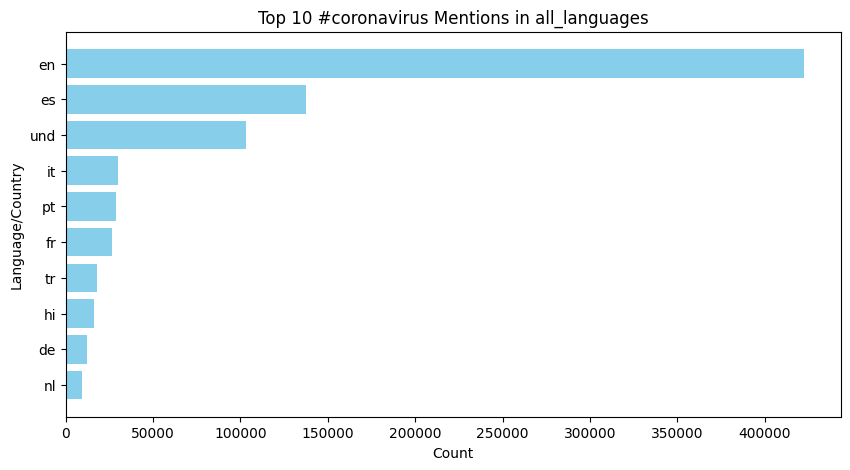 Top 10 #coronavirus Mentions in all_languages
Language/Country
en
es
und
it
pt
fr
tr
hi
de
nl
0 50000 100000 150000 200000 250000 300000 350000 400000
Count